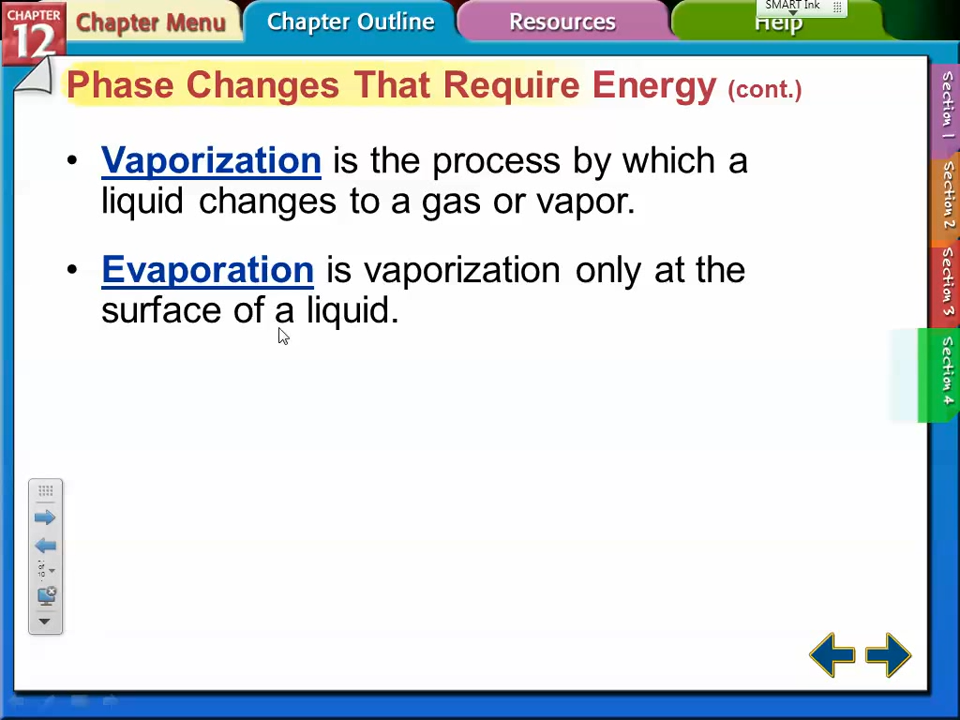 SMART Ink
CHAPTER
12
Chapter Menu
Chapter Outline
Resources
Help
Phase Changes That Require Energy (cont.)
• Vaporization is the process by which a
liquid changes to a gas or vapor.
• Evaporation is vaporization only at the
surface of a liquid.
Section 1
Section 2
Section 3
Section 4